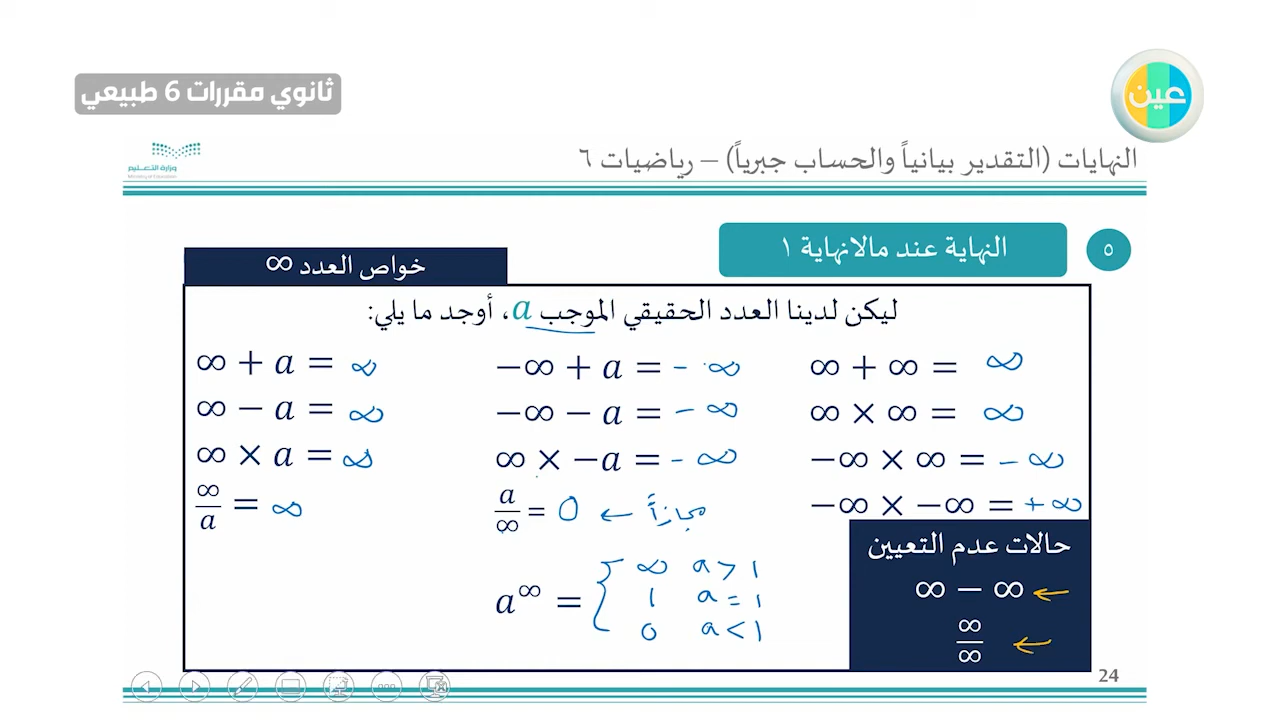 ثانوي مقررات 6 طبيعي
عين
وزارة التعليم
Ministry of Education
النهايات (التقدير بيانياً والحساب جبرياً) – رياضيات ٦
٥
النهاية عند مالانهاية ١
خواص العدد ∞
ليكن لدينا العدد الحقيقي الموجب a، أوجد ما يلي:
∞ + a = ∞
∞ − a = ∞
∞ × a = ∞
∞/a = ∞
−∞ + a = −∞
−∞ − a = −∞
∞ × −a = −∞
a/∞ = 0 ← مجازاً
a^∞ = { ∞ a > 1
1 a = 1
0 a < 1
∞ + ∞ = ∞
∞ × ∞ = ∞
−∞ × ∞ = −∞
−∞ × −∞ = +∞
حالات عدم التعيين
∞ − ∞ ←
∞/∞ ←
24